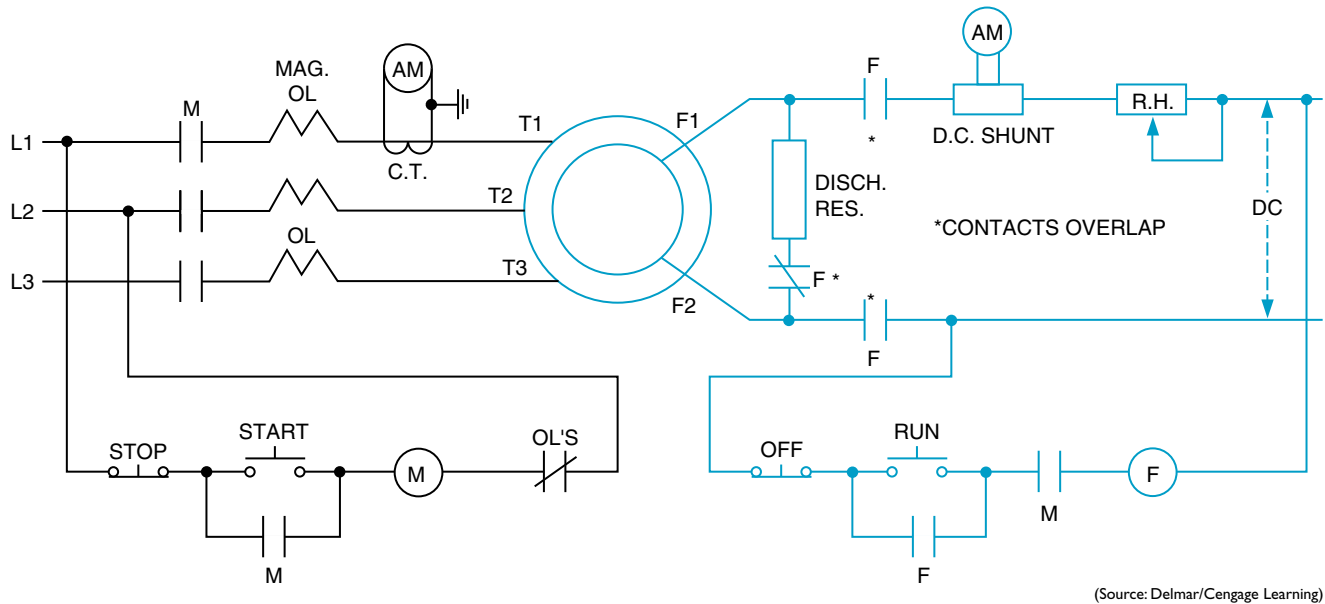 AM
AM
MAG.
OL
F
M
F1
R.H.
T1
L1
*
D.C. SHUNT
C.T.
DISCH.
RES.
L2
T2
DC
*CONTACTS OVERLAP
OL
T3
L3
F *
*
F2
F
START
RUN
STOP
OL'S
OFF
M
F
M
M
F
(Source: Delmar/Cengage Learning)